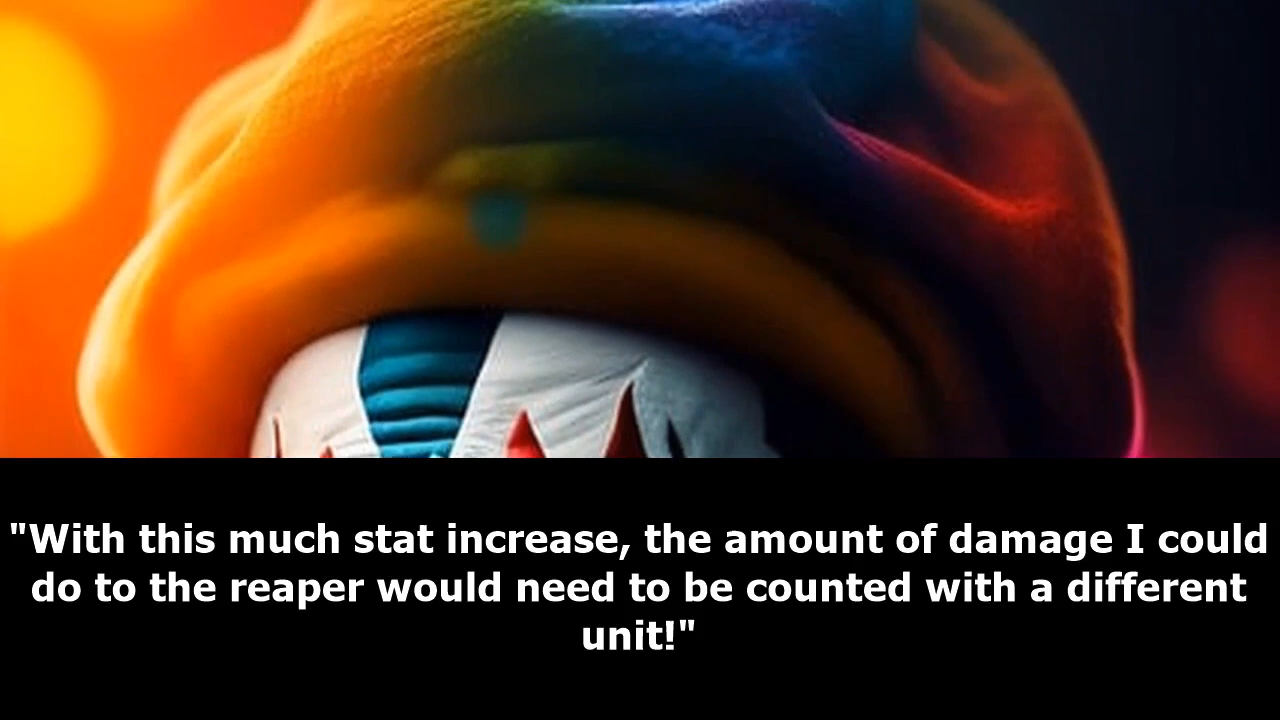 "With this much stat increase, the amount of damage I could
do to the reaper would need to be counted with a different
unit!"